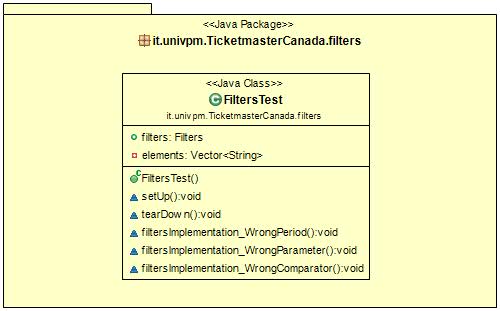 <<Java Package>>
it.univpm.TicketmasterCanada.filters
<<Java Class>>
FiltersTest
it.univpm.TicketmasterCanada.filters
filters: Filters
elements: Vector<String>
FiltersTest()
setUp():void
tearDown():void
filtersImplementation_WrongPeriod():void
filtersImplementation_WrongParameter():void
filtersImplementation_WrongComparator():void